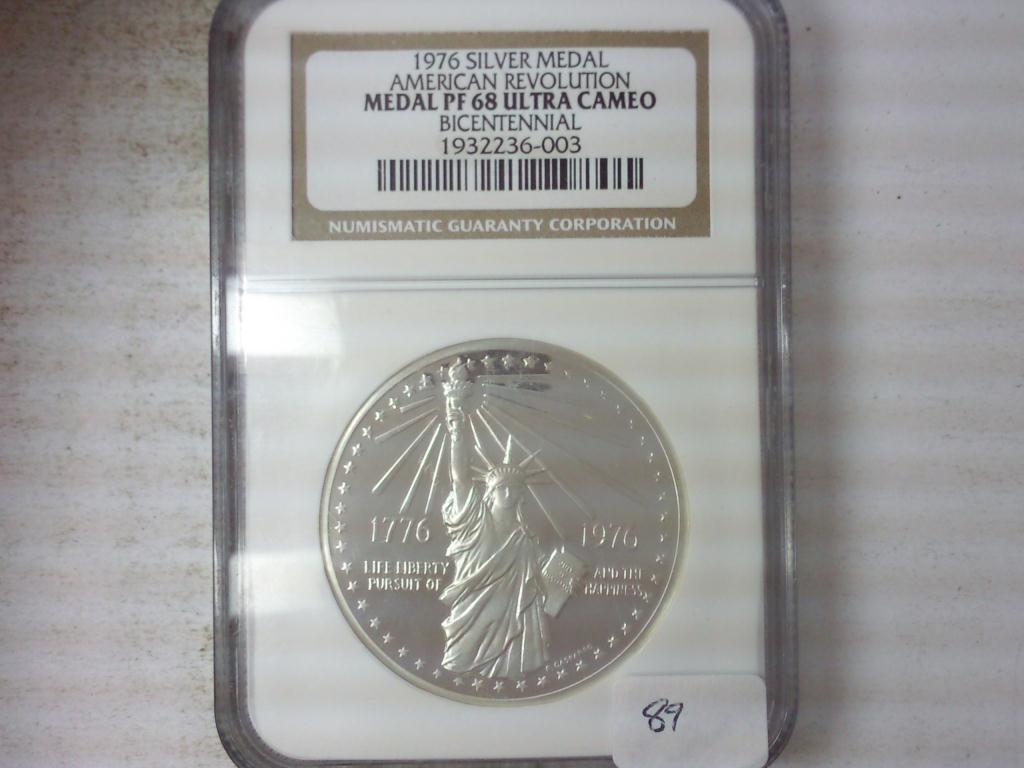 1976 SILVER MEDAL
AMERICAN REVOLUTION
MEDAL PF 68 ULTRA CAMEO
BICENTENNIAL
1932236-003
NUMISMATIC GUARANTY CORPORATION
1776 1976
LIFE LIBERTY AND THE
PURSUIT OF HAPPINESS
89